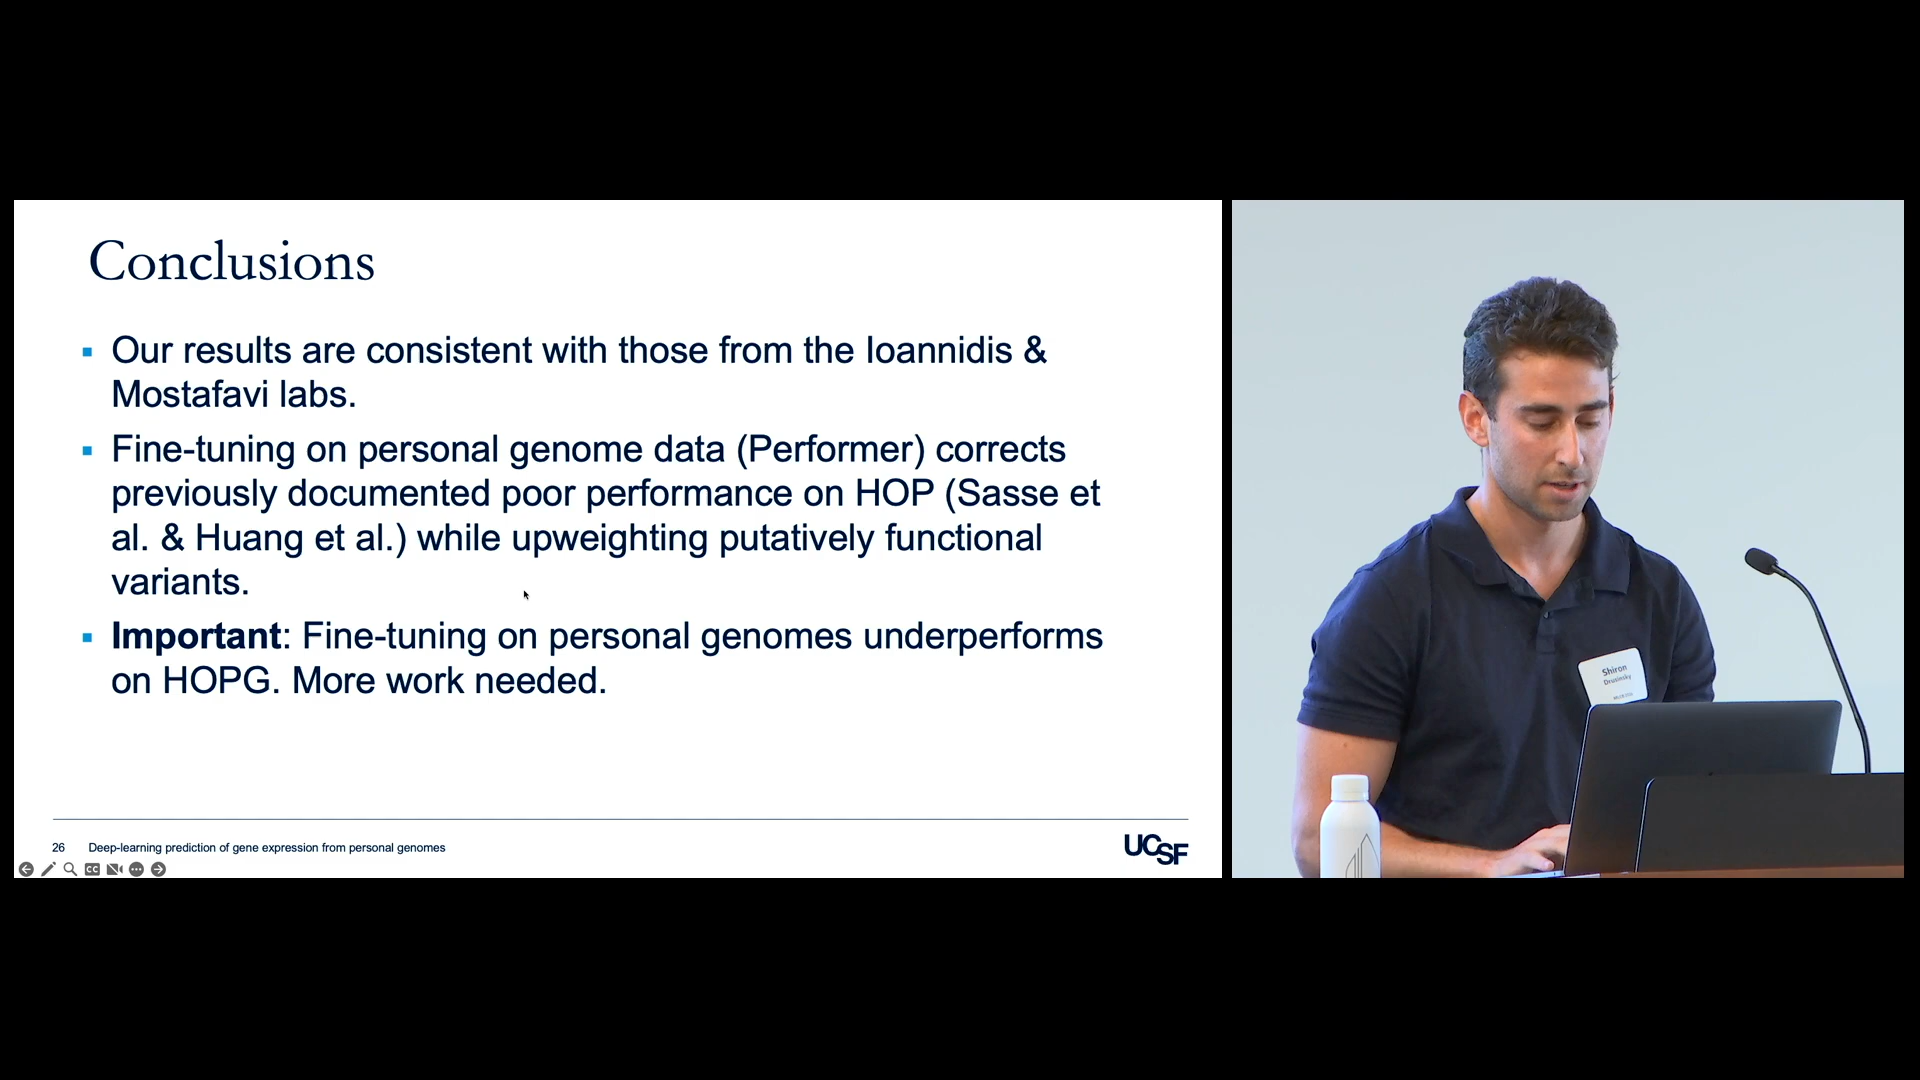 Conclusions
Our results are consistent with those from the Ioannidis &
Mostafavi labs.
Fine-tuning on personal genome data (Performer) corrects
previously documented poor performance on HOP (Sasse et
al. & Huang et al.) while upweighting putatively functional
variants.
Important: Fine-tuning on personal genomes underperforms
on HOPG. More work needed.
26 Deep-learning prediction of gene expression from personal genomes
UCSF
CC
Shiron
Drusinsky